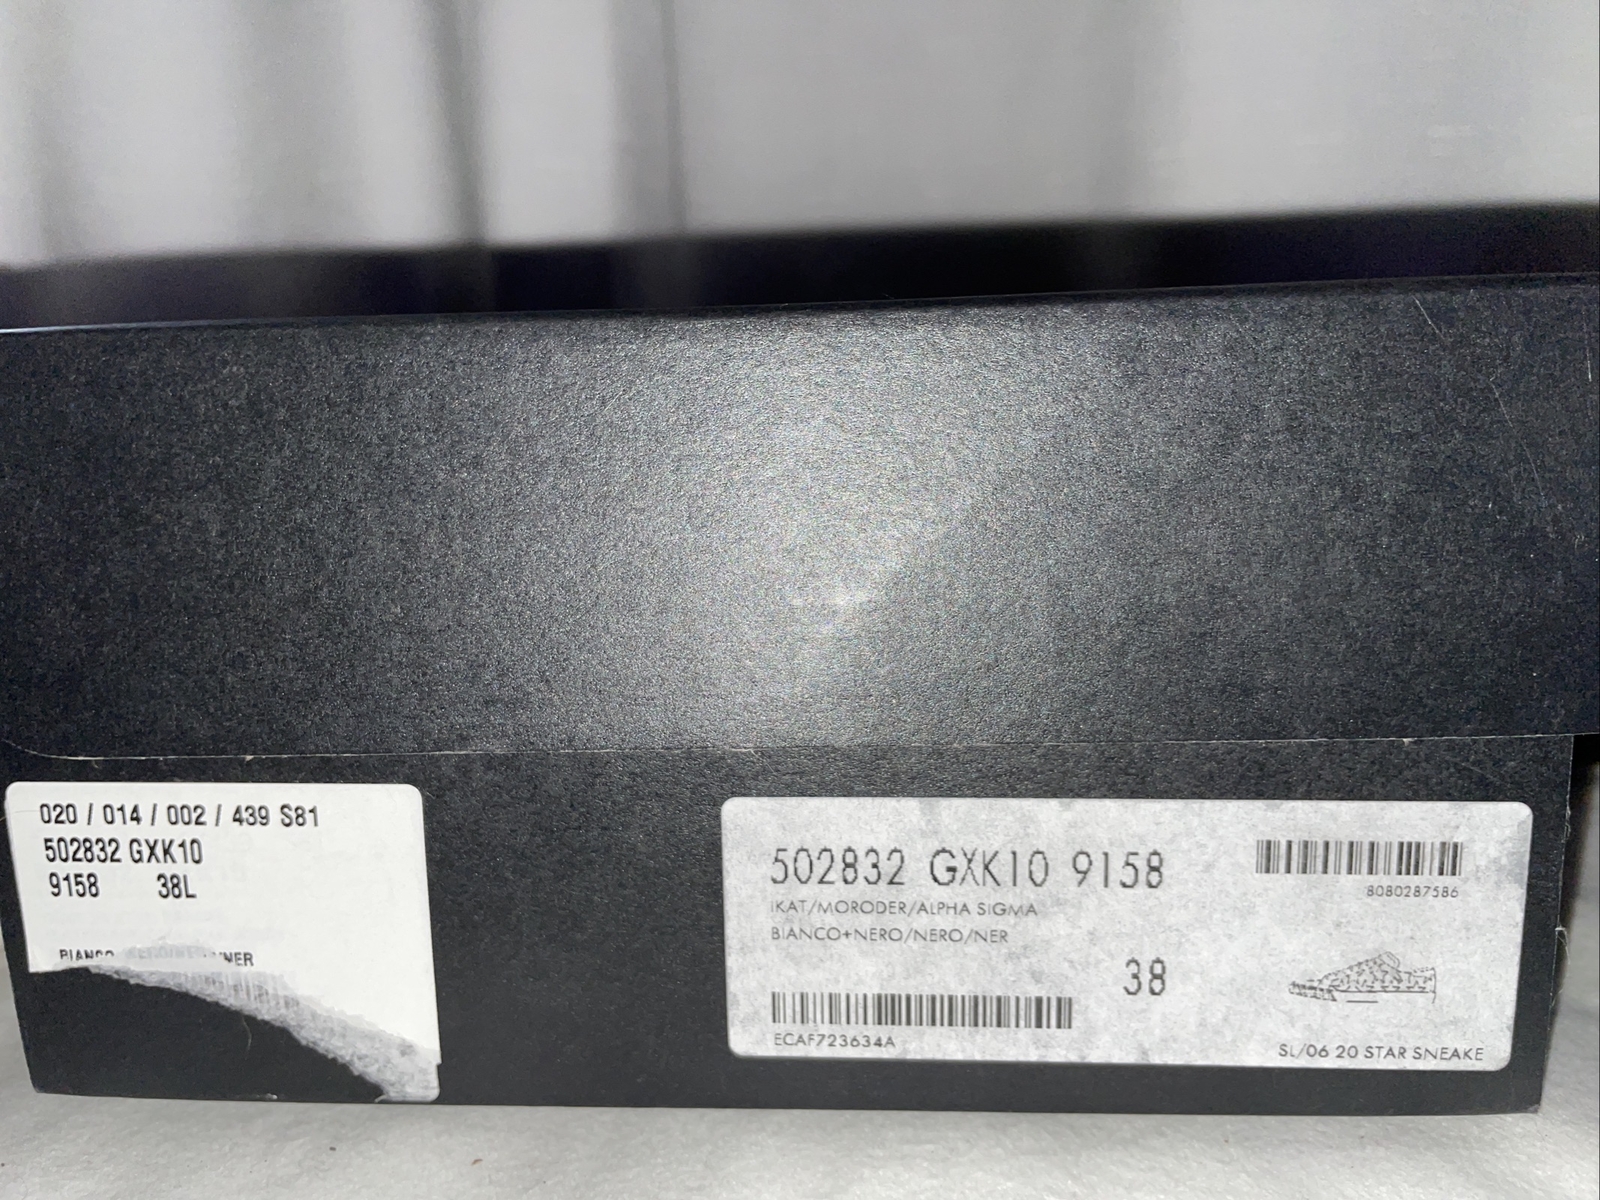 020 / 014 / 002 / 439 S81
502832 GXK10
9158 38L
BIANCO
502832 GXK10 9158
8080287586
IKAT/MORODER/ALPHA SIGMA
BIANCO+NERO/NERO/NER
38
ECAF723634A
SL/06 20 STAR SNEAKE